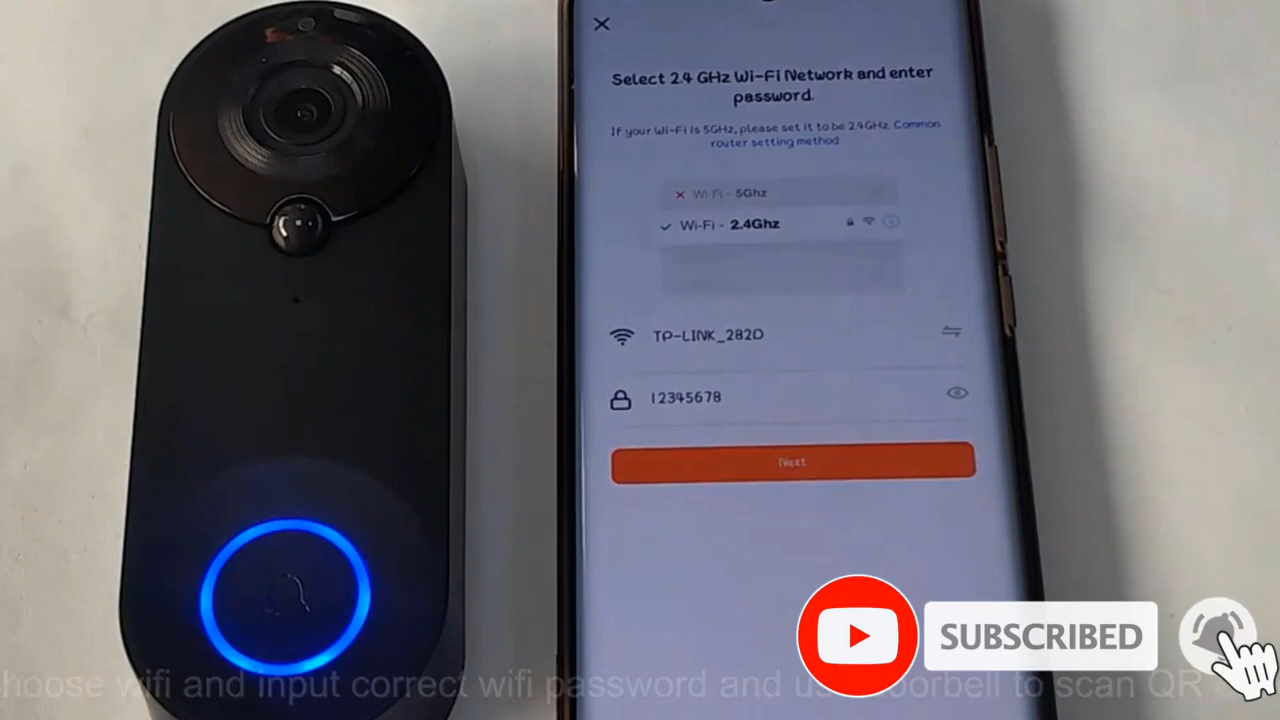 Select 2.4 GHz Wi-Fi Network and enter
password.
If your Wi-Fi is 5GHz, please set it to be 2.4GHz. Common
router setting method
Wi-Fi - 5Ghz
Wi-Fi - 2.4Ghz
TP-LINK_282D
12345678
Next
SUBSCRIBED
hoose wifi and input correct wifi password and use doorbell to scan QR